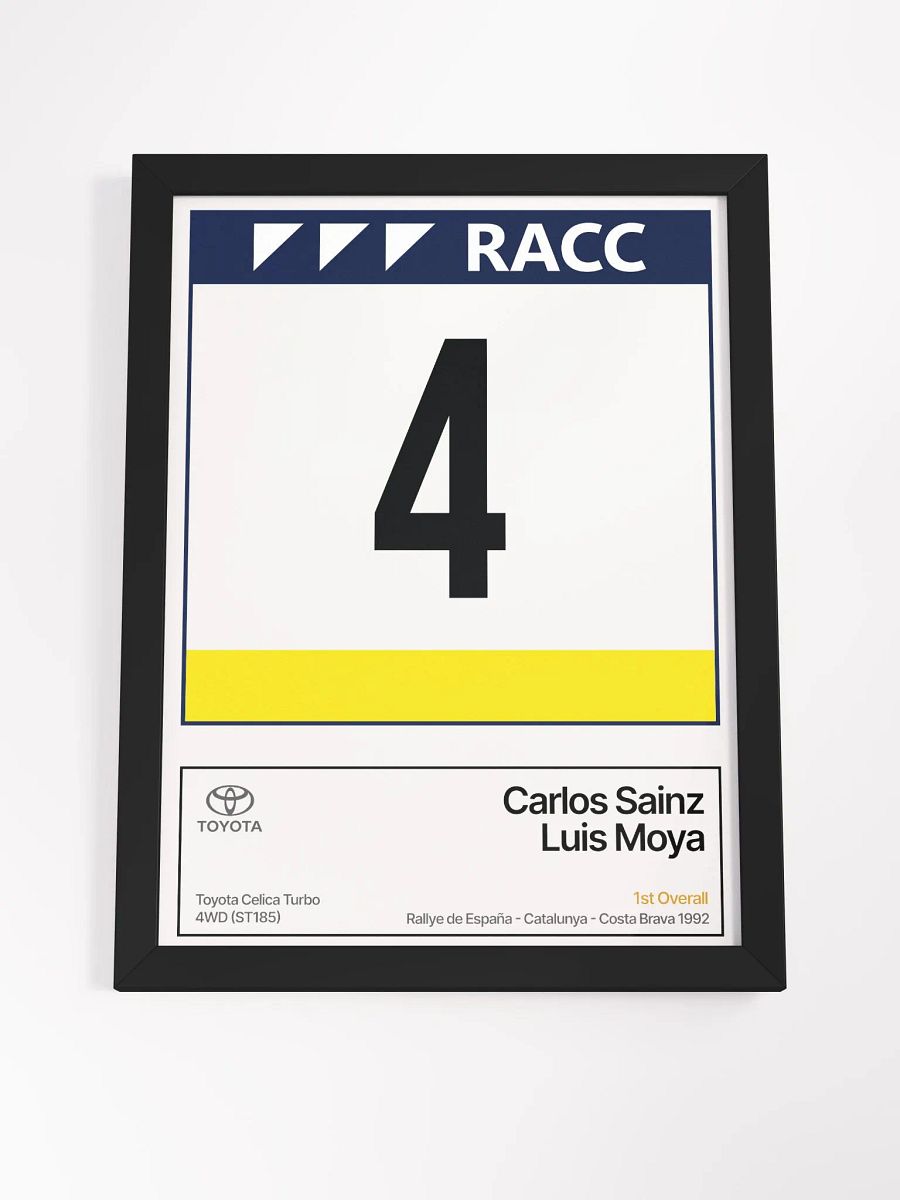 RACC
4
TOYOTA
Carlos Sainz
Luis Moya
Toyota Celica Turbo
4WD (ST185)
1st Overall
Rallye de España - Catalunya - Costa Brava 1992